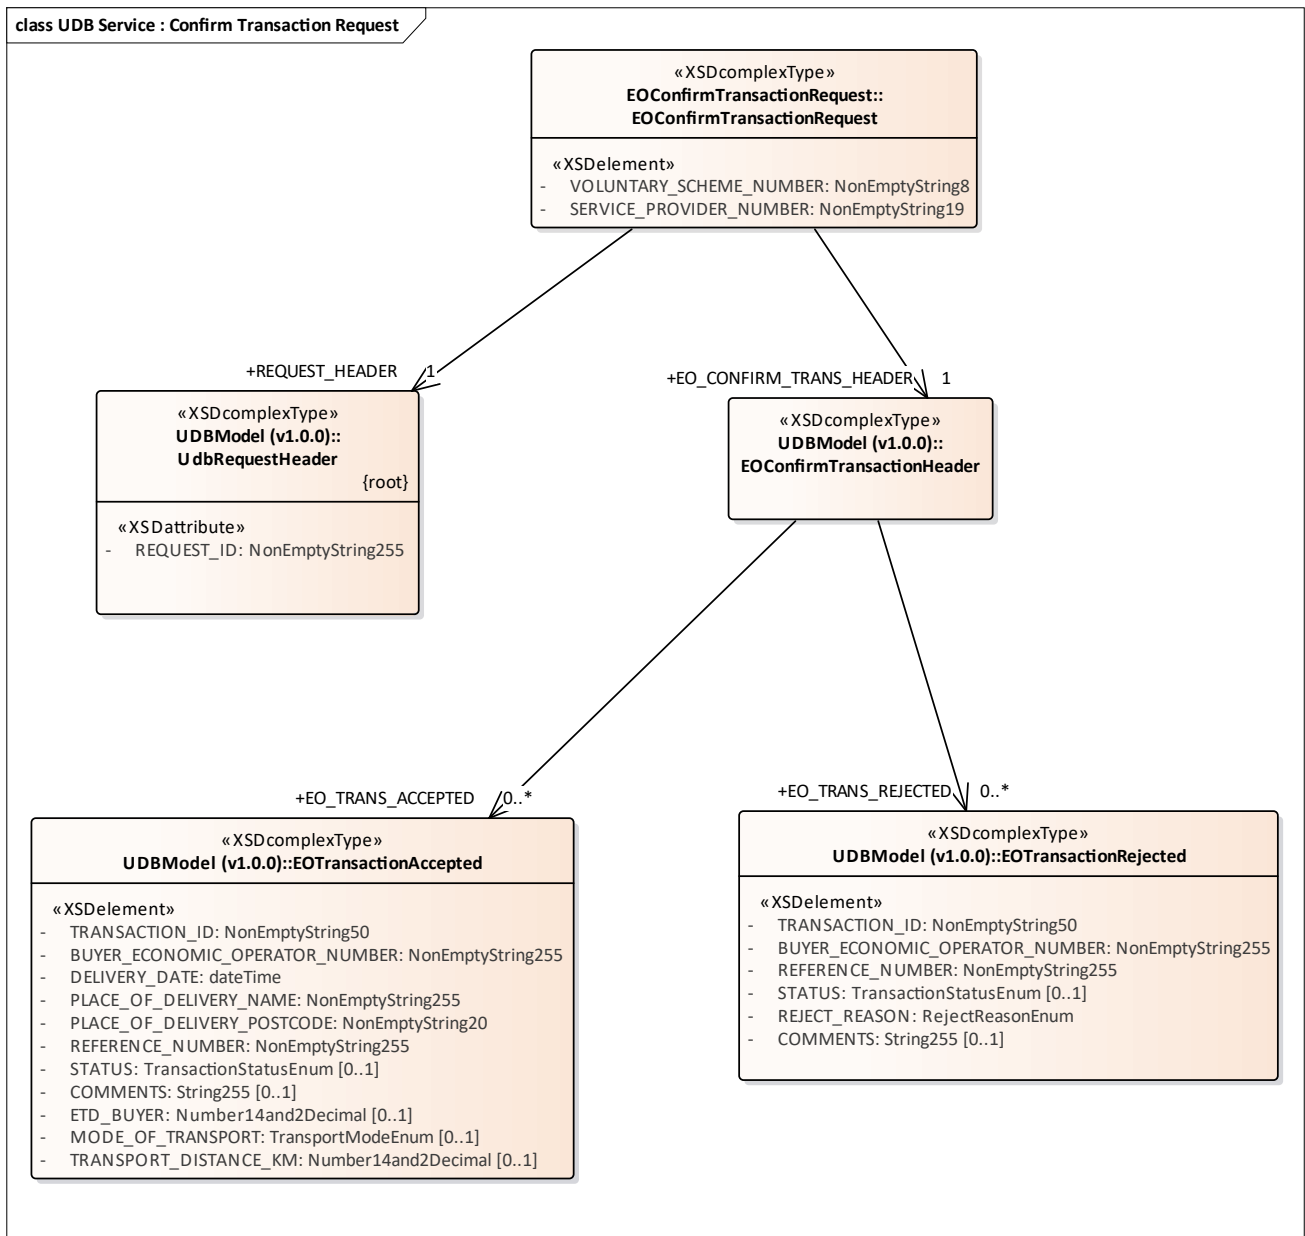 class UDB Service : Confirm Transaction Request
«XSDcomplexType»
EOConfirmTransactionRequest::
EOConfirmTransactionRequest
«XSDelement»
- VOLUNTARY_SCHEME_NUMBER: NonEmptyString8
- SERVICE_PROVIDER_NUMBER: NonEmptyString19
+REQUEST_HEADER 1
+EO_CONFIRM_TRANS_HEADER 1
«XSDcomplexType»
UDBModel (v1.0.0)::
UdbRequestHeader
{root}
«XSDattribute»
- REQUEST_ID: NonEmptyString255
«XSDcomplexType»
UDBModel (v1.0.0)::
EOConfirmTransactionHeader
+EO_TRANS_ACCEPTED 0..*
+EO_TRANS_REJECTED 0..*
«XSDcomplexType»
UDBModel (v1.0.0)::EOTransactionAccepted
«XSDelement»
- TRANSACTION_ID: NonEmptyString50
- BUYER_ECONOMIC_OPERATOR_NUMBER: NonEmptyString255
- DELIVERY_DATE: dateTime
- PLACE_OF_DELIVERY_NAME: NonEmptyString255
- PLACE_OF_DELIVERY_POSTCODE: NonEmptyString20
- REFERENCE_NUMBER: NonEmptyString255
- STATUS: TransactionStatusEnum [0..1]
- COMMENTS: String255 [0..1]
- ETD_BUYER: Number14and2Decimal [0..1]
- MODE_OF_TRANSPORT: TransportModeEnum [0..1]
- TRANSPORT_DISTANCE_KM: Number14and2Decimal [0..1]
«XSDcomplexType»
UDBModel (v1.0.0)::EOTransactionRejected
«XSDelement»
- TRANSACTION_ID: NonEmptyString50
- BUYER_ECONOMIC_OPERATOR_NUMBER: NonEmptyString255
- REFERENCE_NUMBER: NonEmptyString255
- STATUS: TransactionStatusEnum [0..1]
- REJECT_REASON: RejectReasonEnum
- COMMENTS: String255 [0..1]